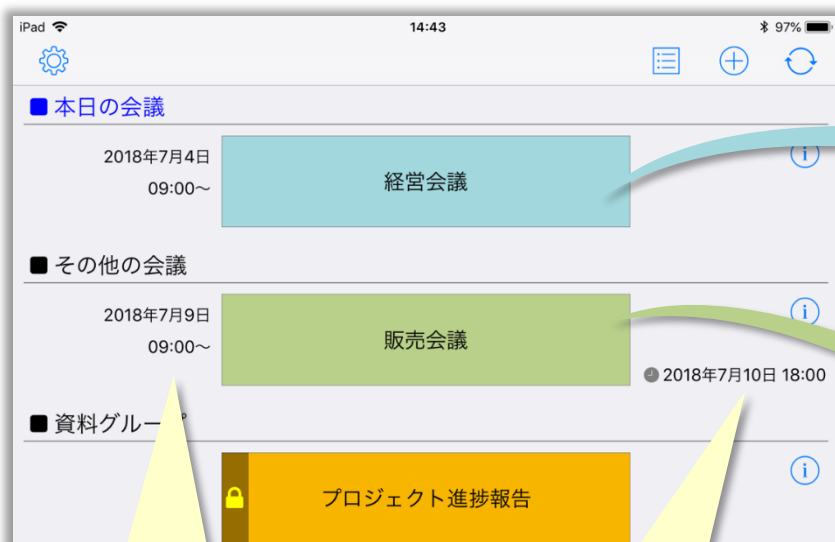 iPad 14:43 97%
■本日の会議
2018年7月4日
09:00～
経営会議
■その他の会議
2018年7月9日
09:00～
販売会議
2018年7月10日 18:00
■資料グループ
プロジェクト進捗報告